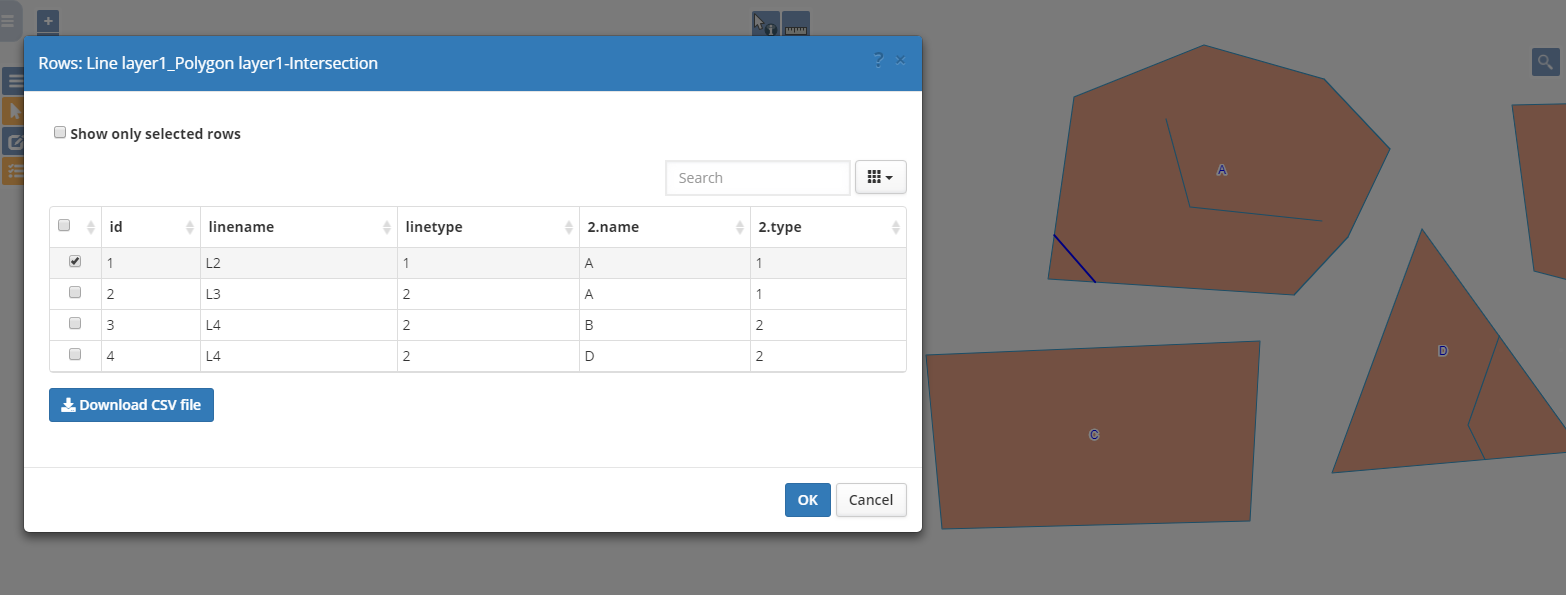 +
Rows: Line layer1_Polygon layer1-Intersection
? ×
Show only selected rows
Search
id linename linetype 2.name 2.type
1 L2 1 A 1
2 L3 2 A 1
3 L4 2 B 2
4 L4 2 D 2
Download CSV file
OK Cancel
A
D
C